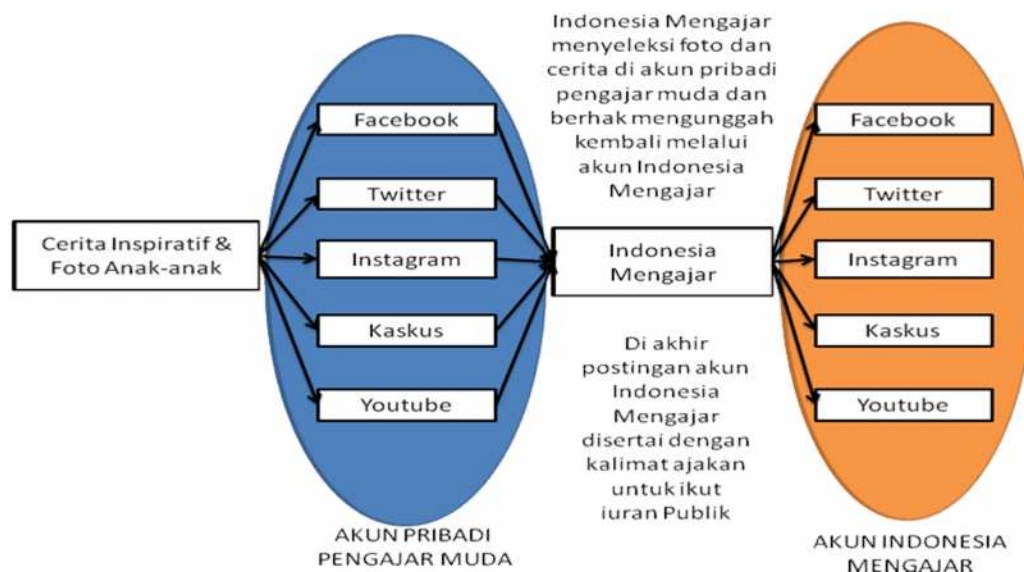 Cerita Inspiratif &
Foto Anak-anak
Facebook
Twitter
Instagram
Kaskus
Youtube
AKUN PRIBADI
PENGAJAR MUDA
Indonesia Mengajar
menyeleksi foto dan
cerita di akun pribadi
pengajar muda dan
berhak mengunggah
kembali melalui
akun Indonesia
Mengajar
Indonesia
Mengajar
Di akhir
postingan akun
Indonesia
Mengajar
disertai dengan
kalimat ajakan
untuk ikut
iuran Publik
Facebook
Twitter
Instagram
Kaskus
Youtube
AKUN INDONESIA
MENGAJAR